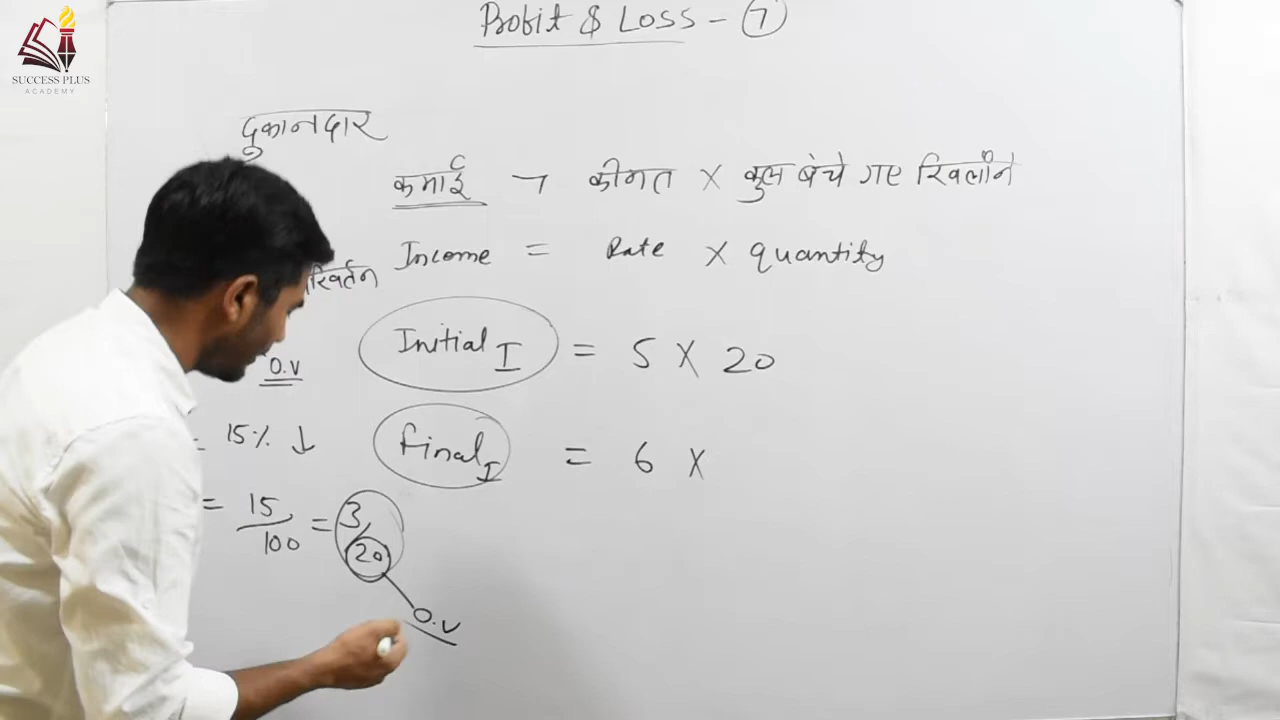 SUCCESS PLUS
ACADEMY
Profit & Loss - 7
दुकानदार
कमाई → कीमत X कुल बेचे गए खिलौने
Income = Rate X quantity
Initial I = 5 X 20
O.V
= 15% ↓
Final I = 6 X
= 15/100 = 3/20
O.V